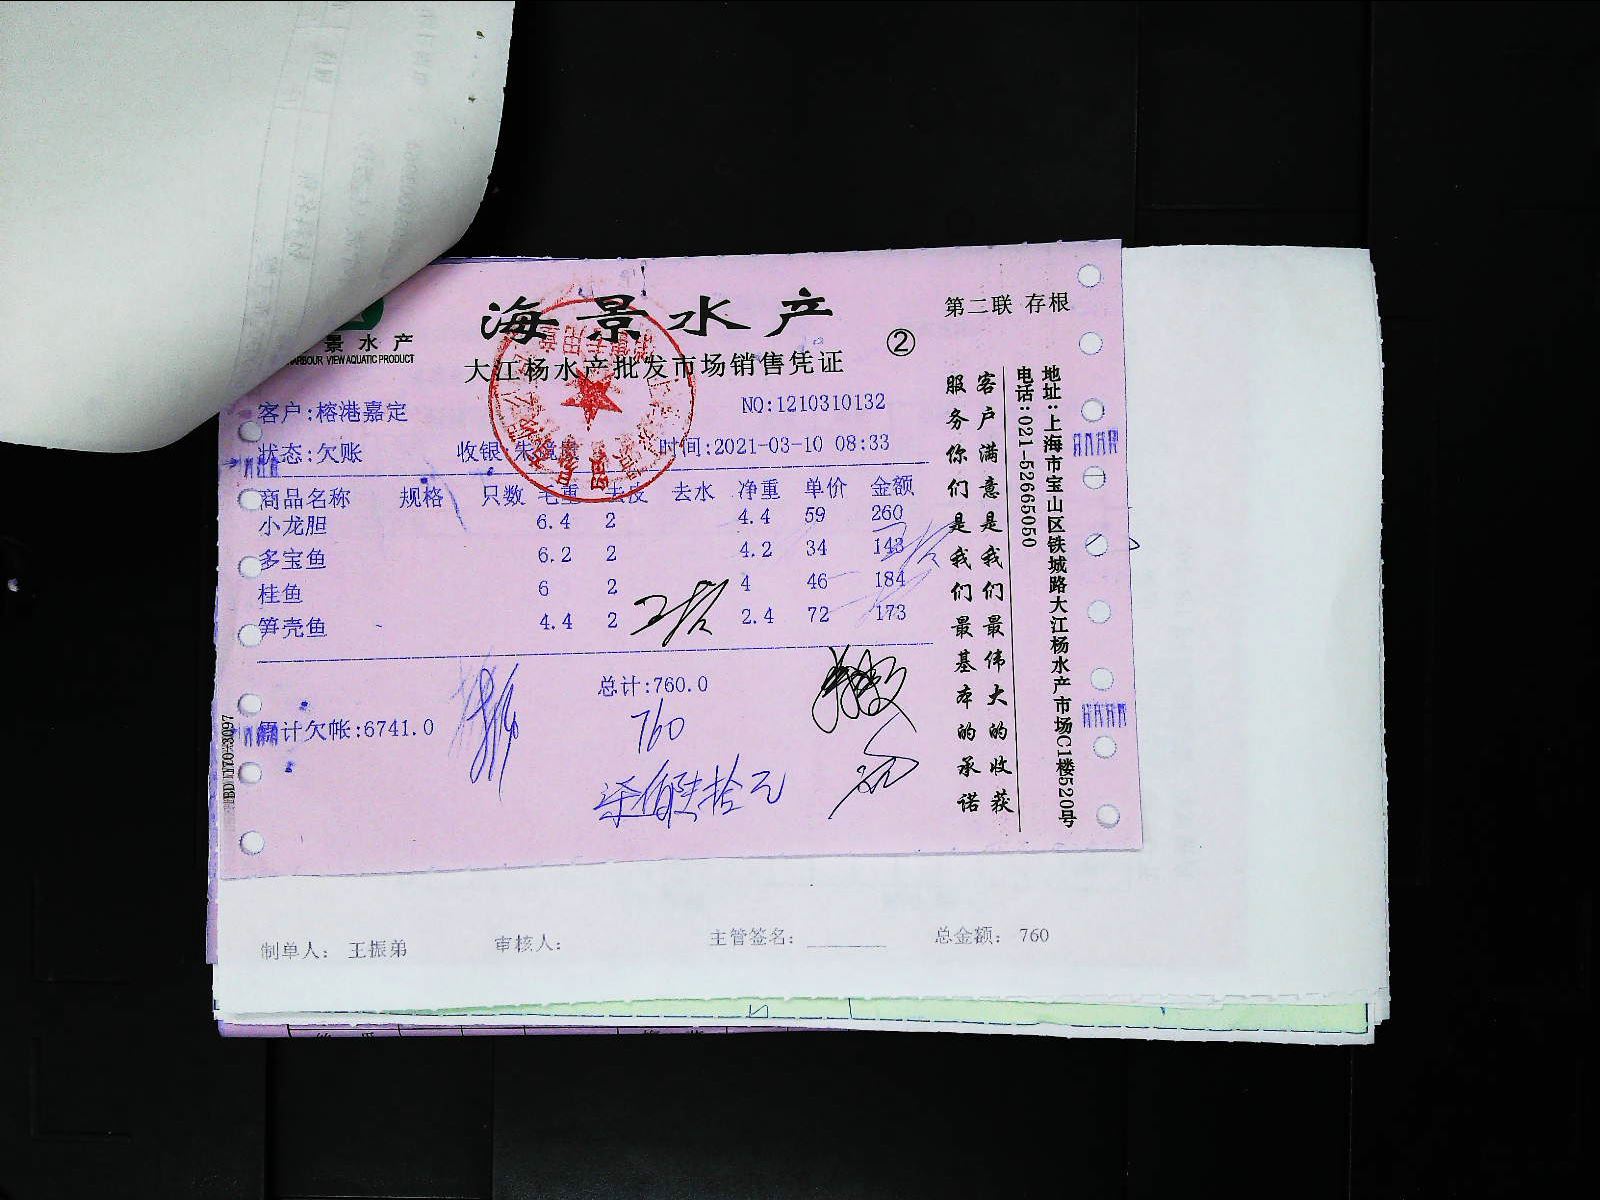 景水产
HARBOUR VIEW AQUATIC PRODUCT
海景水产
大江杨水产批发市场销售凭证
②
第二联 存根
客户:榕港嘉定
NO:1210310132
状态:欠账
收银:朱
时间:2021-03-10 08:33
商品名称 规格 只数 毛重 去皮 去水 净重 单价 金额
小龙胆 6.4 2 4.4 59 260
多宝鱼 6.2 2 4.2 34 143
桂鱼 6 2 4 46 184
笋壳鱼 4.4 2 2.4 72 173
总计:760.0
累计欠帐:6741.0
760
柒佰陆拾元
客户满意是我们最伟大的收获
服务你们是我们最基本的承诺
地址:上海市宝山区铁城路大江杨水产市场C1楼520号
电话:021-52665050
制单人: 王振弟
审核人:
主管签名:
总金额: 760